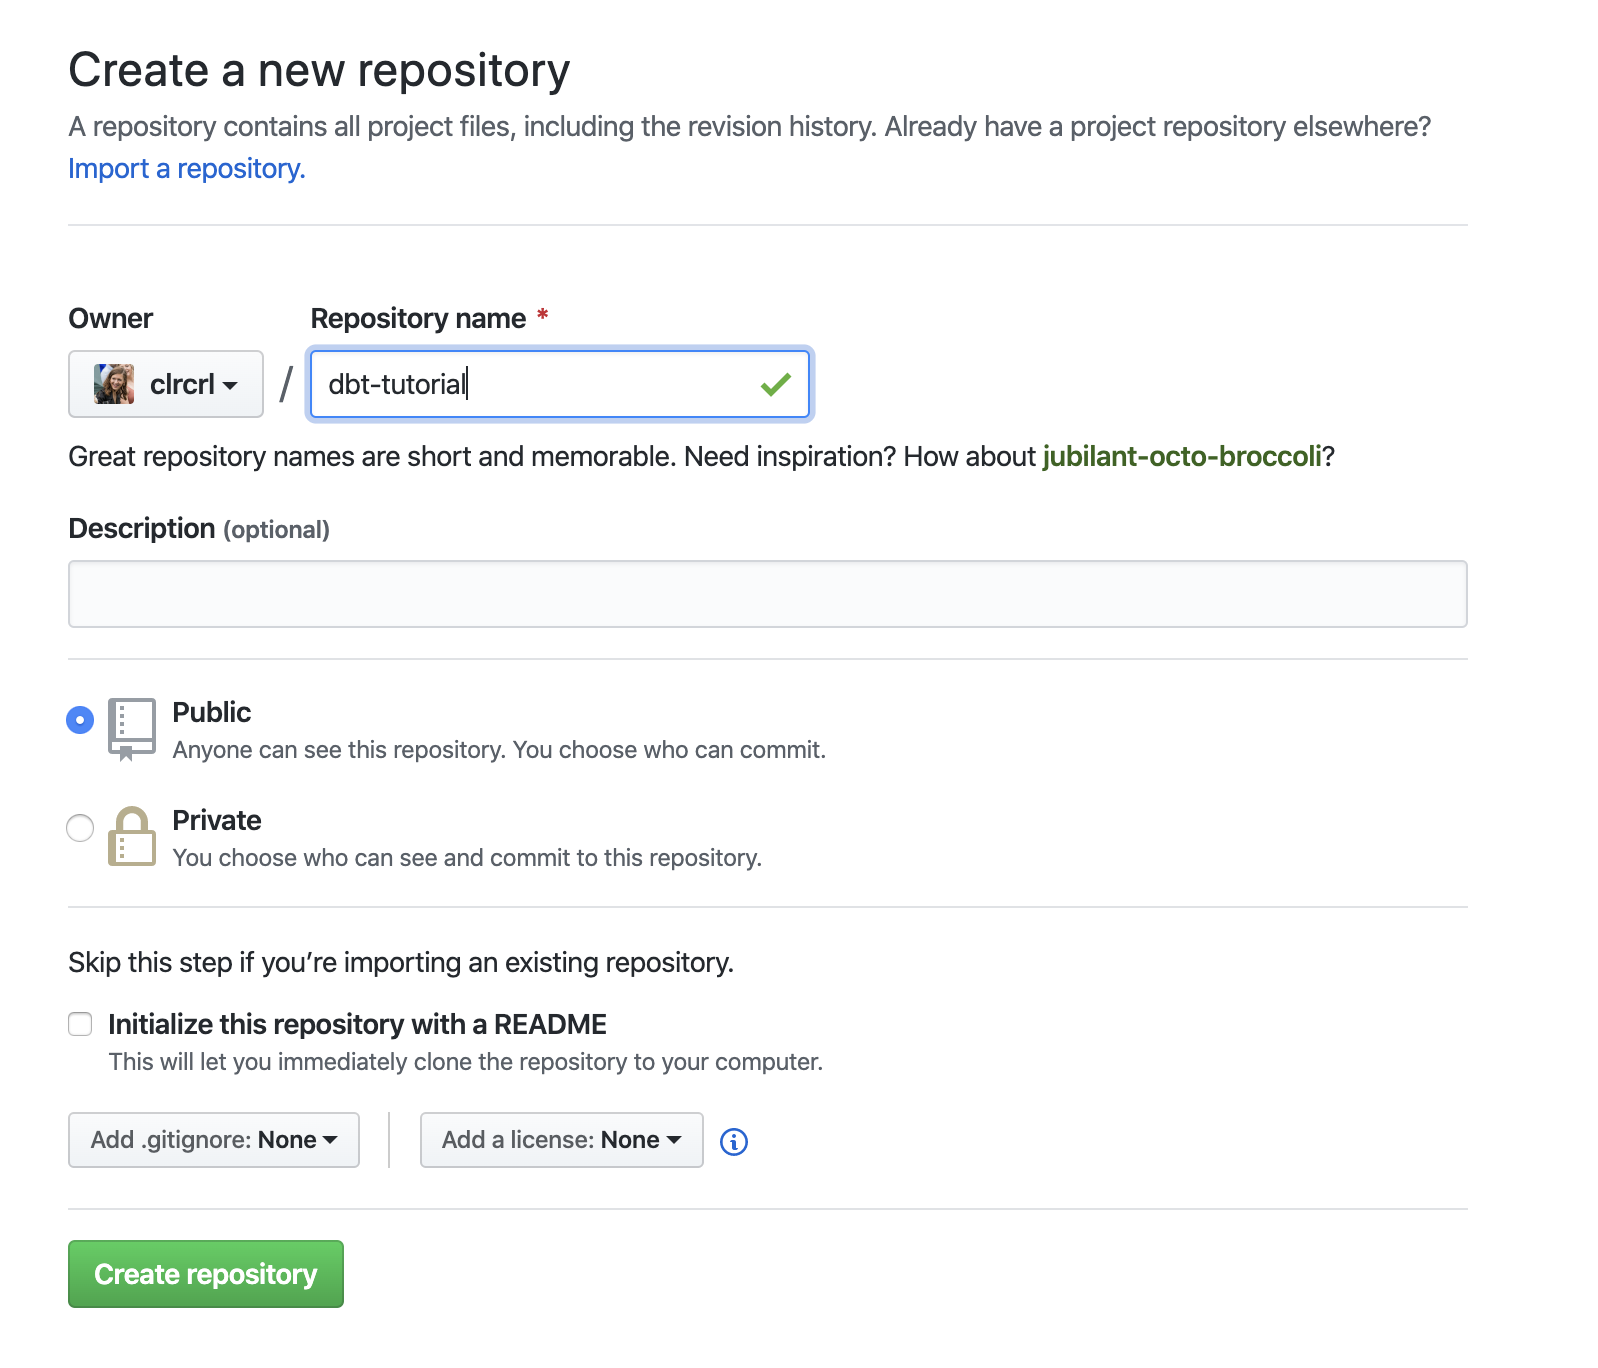 Create a new repository
A repository contains all project files, including the revision history. Already have a project repository elsewhere?
Import a repository.
Owner
Repository name *
clrcrl / dbt-tutorial
Great repository names are short and memorable. Need inspiration? How about jubilant-octo-broccoli?
Description (optional)
Public
Anyone can see this repository. You choose who can commit.
Private
You choose who can see and commit to this repository.
Skip this step if you’re importing an existing repository.
Initialize this repository with a README
This will let you immediately clone the repository to your computer.
Add .gitignore: None
Add a license: None
Create repository